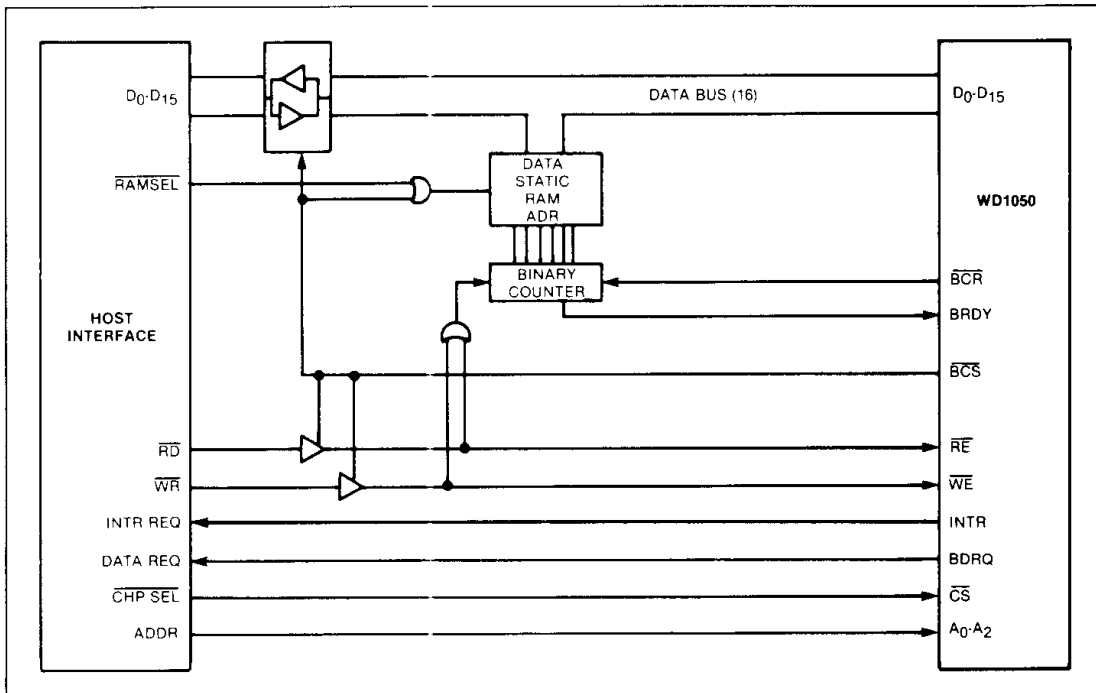 D0-D15
RAMSEL
HOST
INTERFACE
RD
WR
INTR REQ
DATA REQ
CHP SEL
ADDR
DATA BUS (16)
DATA
STATIC
RAM
ADR
BINARY
COUNTER
D0-D15
WD1050
BCR
BRDY
BCS
RE
WE
INTR
BDRQ
CS
A0-A2